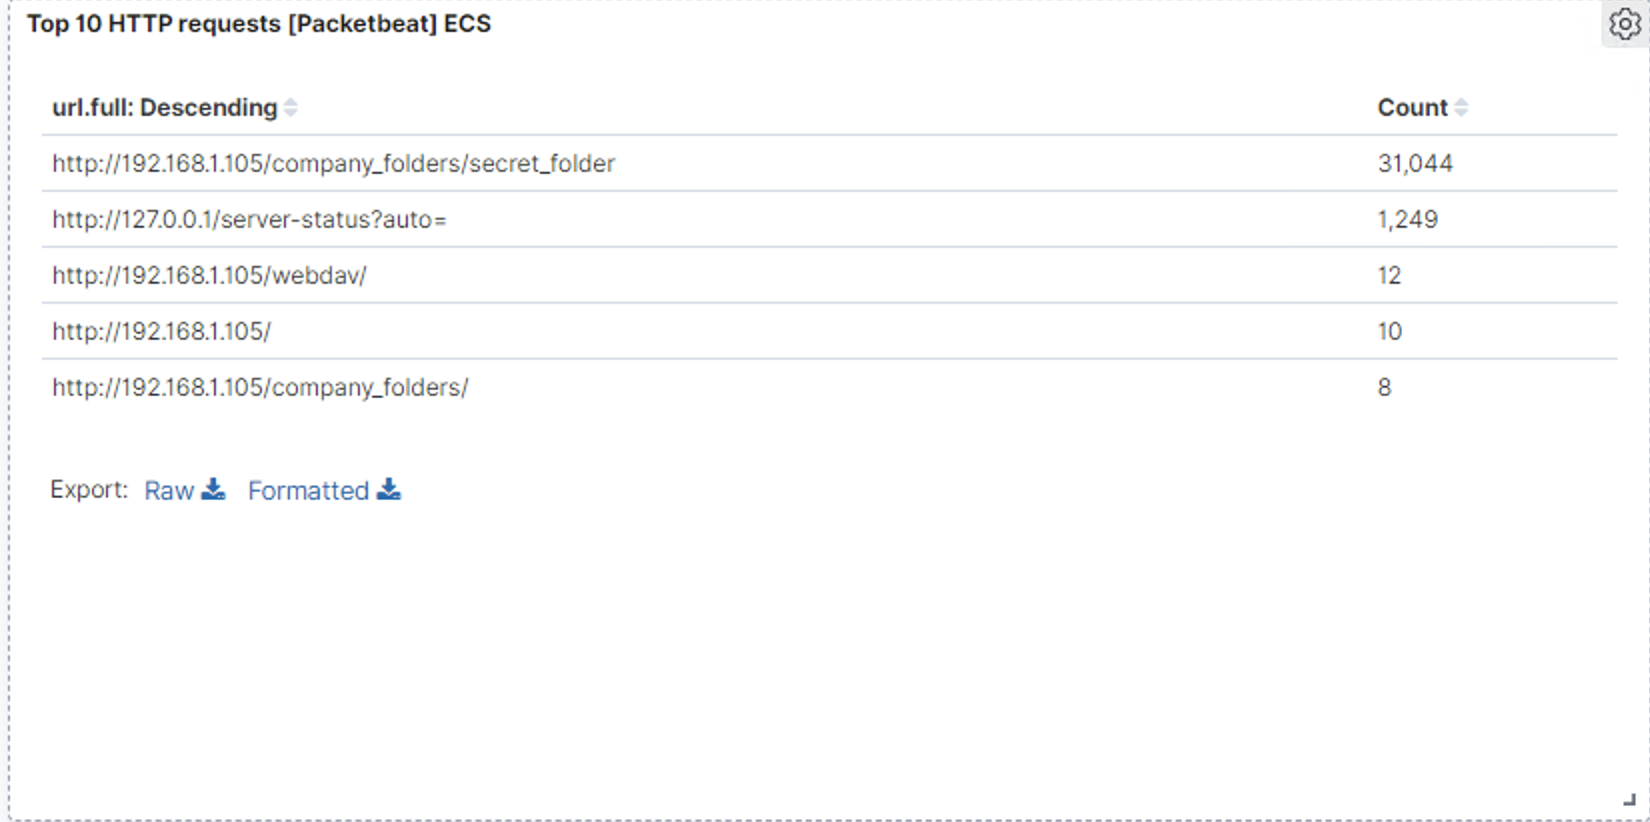 Top 10 HTTP requests [Packetbeat] ECS
url.full: Descending Count
http://192.168.1.105/company_folders/secret_folder 31,044
http://127.0.0.1/server-status?auto= 1,249
http://192.168.1.105/webdav/ 12
http://192.168.1.105/ 10
http://192.168.1.105/company_folders/ 8
Export: Raw Formatted